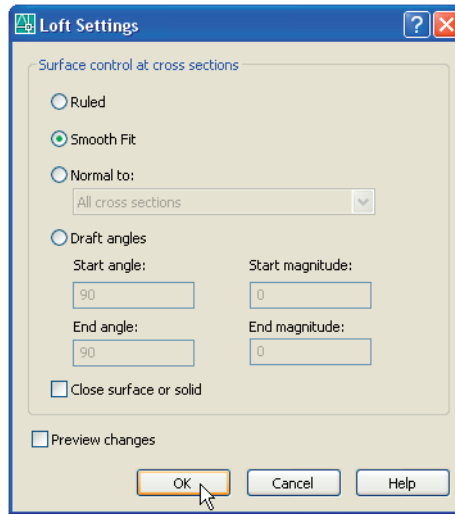 Loft Settings
?
Surface control at cross sections
Ruled
Smooth Fit
Normal to:
All cross sections
Draft angles
Start angle: Start magnitude:
90 0
End angle: End magnitude:
90 0
Close surface or solid
Preview changes
OK Cancel Help